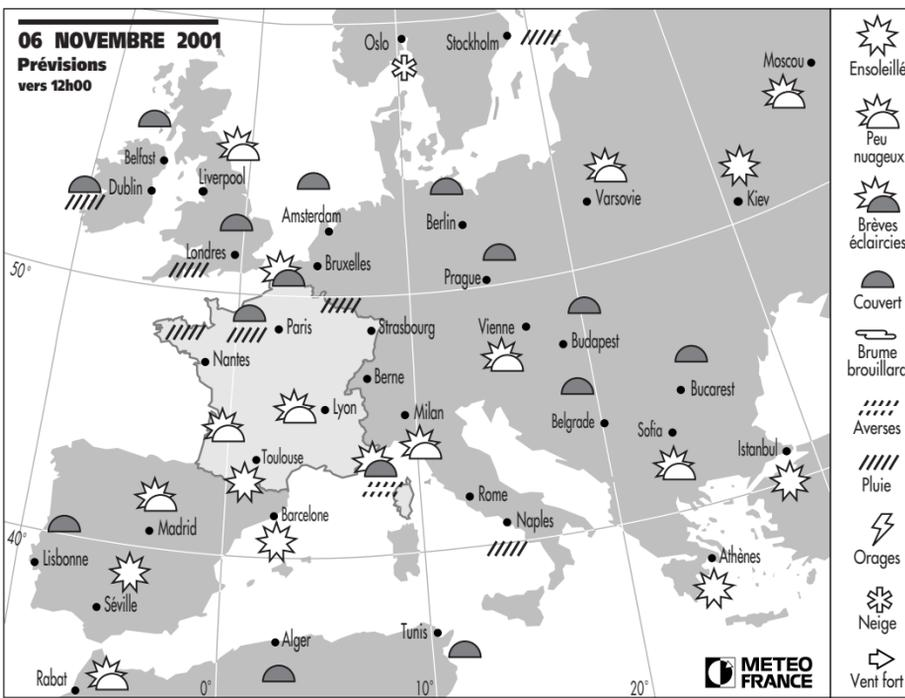 06 NOVEMBRE 2001
Prévisions
vers 12h00
Oslo
Stockholm
Moscou
Belfast
Dublin
Liverpool
Varsovie
Kiev
Amsterdam
Berlin
Londres
Bruxelles
Prague
50°
Paris
Strasbourg
Vienne
Budapest
Nantes
Berne
Bucarest
Lyon
Milan
Belgrade
Sofia
Istanbul
Toulouse
Rome
Madrid
Barcelone
Naples
40°
Lisbonne
Athènes
Séville
Alger
Tunis
Rabat
0°
10°
20°
METEO
FRANCE
Ensoleillé
Peu
nuageux
Brèves
éclaircies
Couvert
Brume
brouillard
Averses
Pluie
Orages
Neige
Vent fort